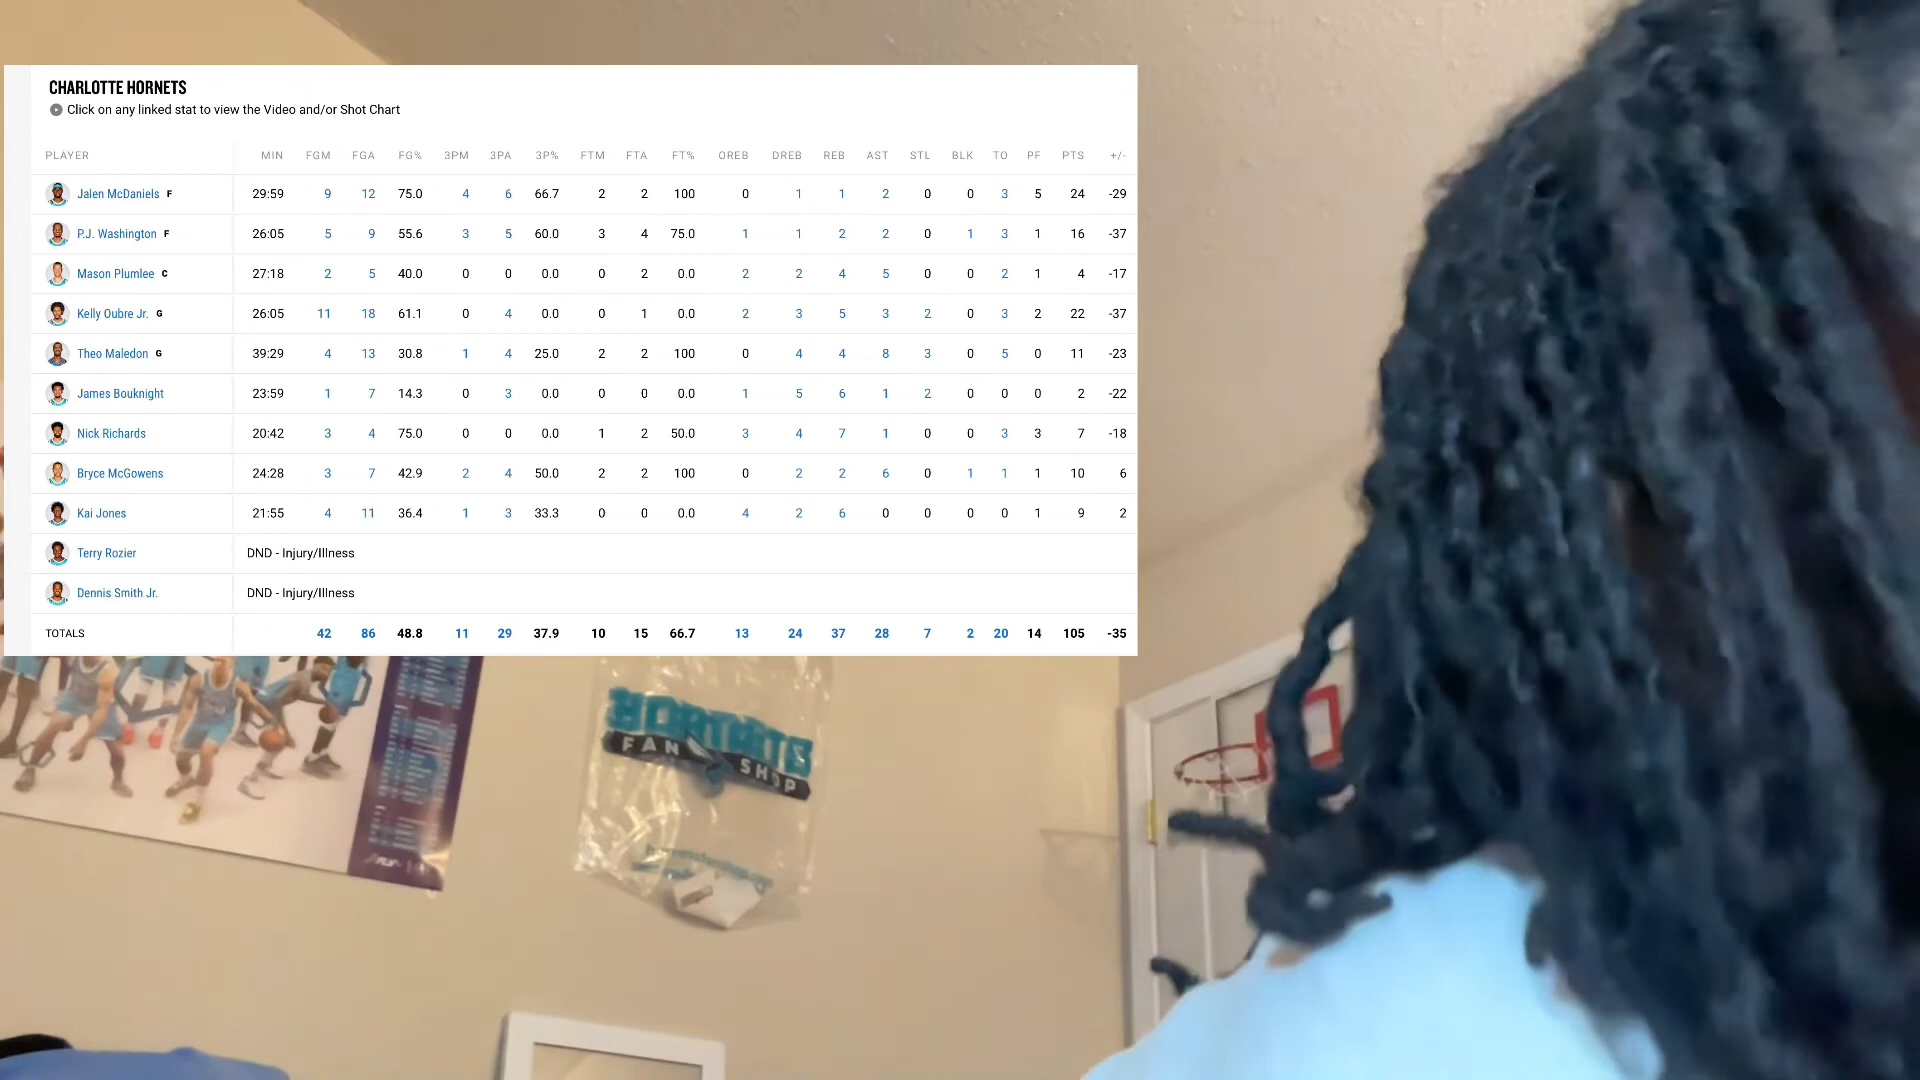 CHARLOTTE HORNETS
Click on any linked stat to view the Video and/or Shot Chart
PLAYER MIN FGM FGA FG% 3PM 3PA 3P% FTM FTA FT% OREB DREB REB AST STL BLK TO PF PTS +/-
Jalen McDaniels F 29:59 9 12 75.0 4 6 66.7 2 2 100 0 1 1 2 0 0 3 5 24 -29
P.J. Washington F 26:05 5 9 55.6 3 5 60.0 3 4 75.0 1 1 2 2 0 1 3 1 16 -37
Mason Plumlee C 27:18 2 5 40.0 0 0 0.0 0 2 0.0 2 2 4 5 0 0 2 1 4 -17
Kelly Oubre Jr. G 26:05 11 18 61.1 0 4 0.0 0 1 0.0 2 3 5 3 2 0 3 2 22 -37
Theo Maledon G 39:29 4 13 30.8 1 4 25.0 2 2 100 0 4 4 8 3 0 5 0 11 -23
James Bouknight 23:59 1 7 14.3 0 3 0.0 0 0 0.0 1 5 6 1 2 0 0 0 2 -22
Nick Richards 20:42 3 4 75.0 0 0 0.0 1 2 50.0 3 4 7 1 0 0 3 3 7 -18
Bryce McGowens 24:28 3 7 42.9 2 4 50.0 2 2 100 0 2 2 6 0 1 1 1 10 6
Kai Jones 21:55 4 11 36.4 1 3 33.3 0 0 0.0 4 2 6 0 0 0 0 1 9 2
Terry Rozier DND - Injury/Illness
Dennis Smith Jr. DND - Injury/Illness
TOTALS 42 86 48.8 11 29 37.9 10 15 66.7 13 24 37 28 7 2 20 14 105 -35
HORNETS
FAN SHOP